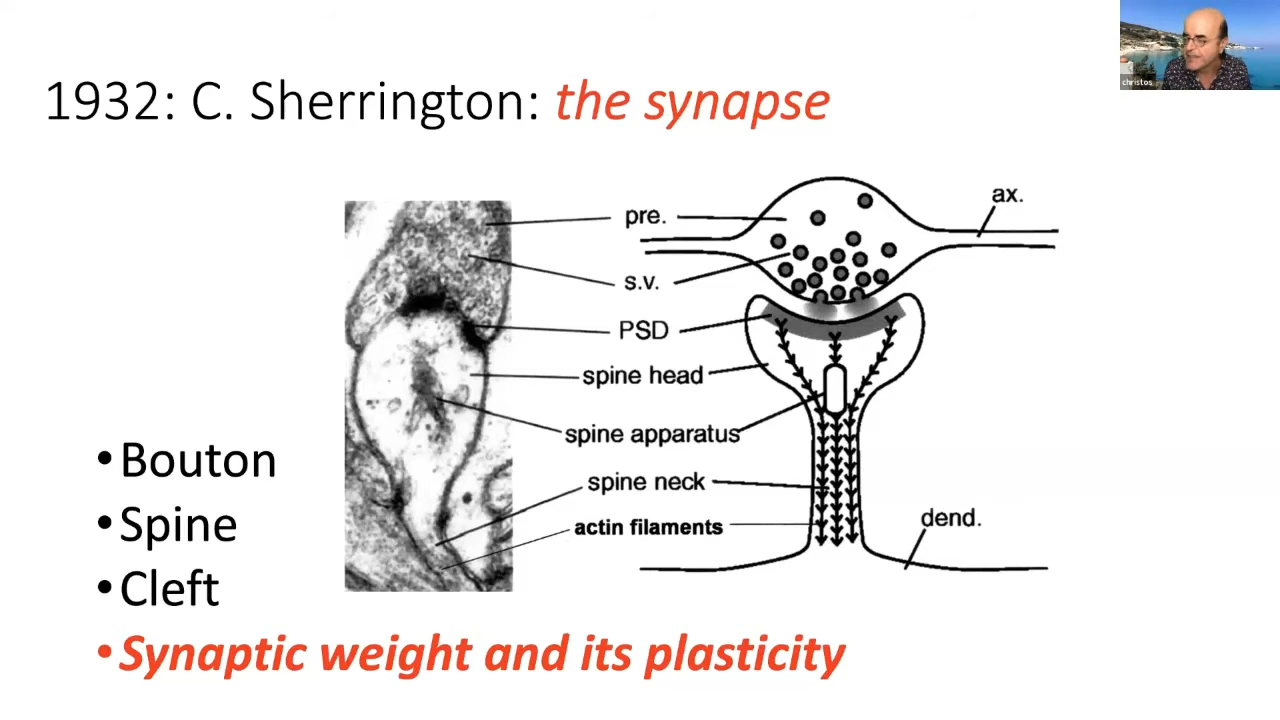 christos
1932: C. Sherrington: the synapse
ax.
pre.
s.v.
PSD
spine head
spine apparatus
spine neck
actin filaments
dend.
•Bouton
•Spine
•Cleft
•Synaptic weight and its plasticity